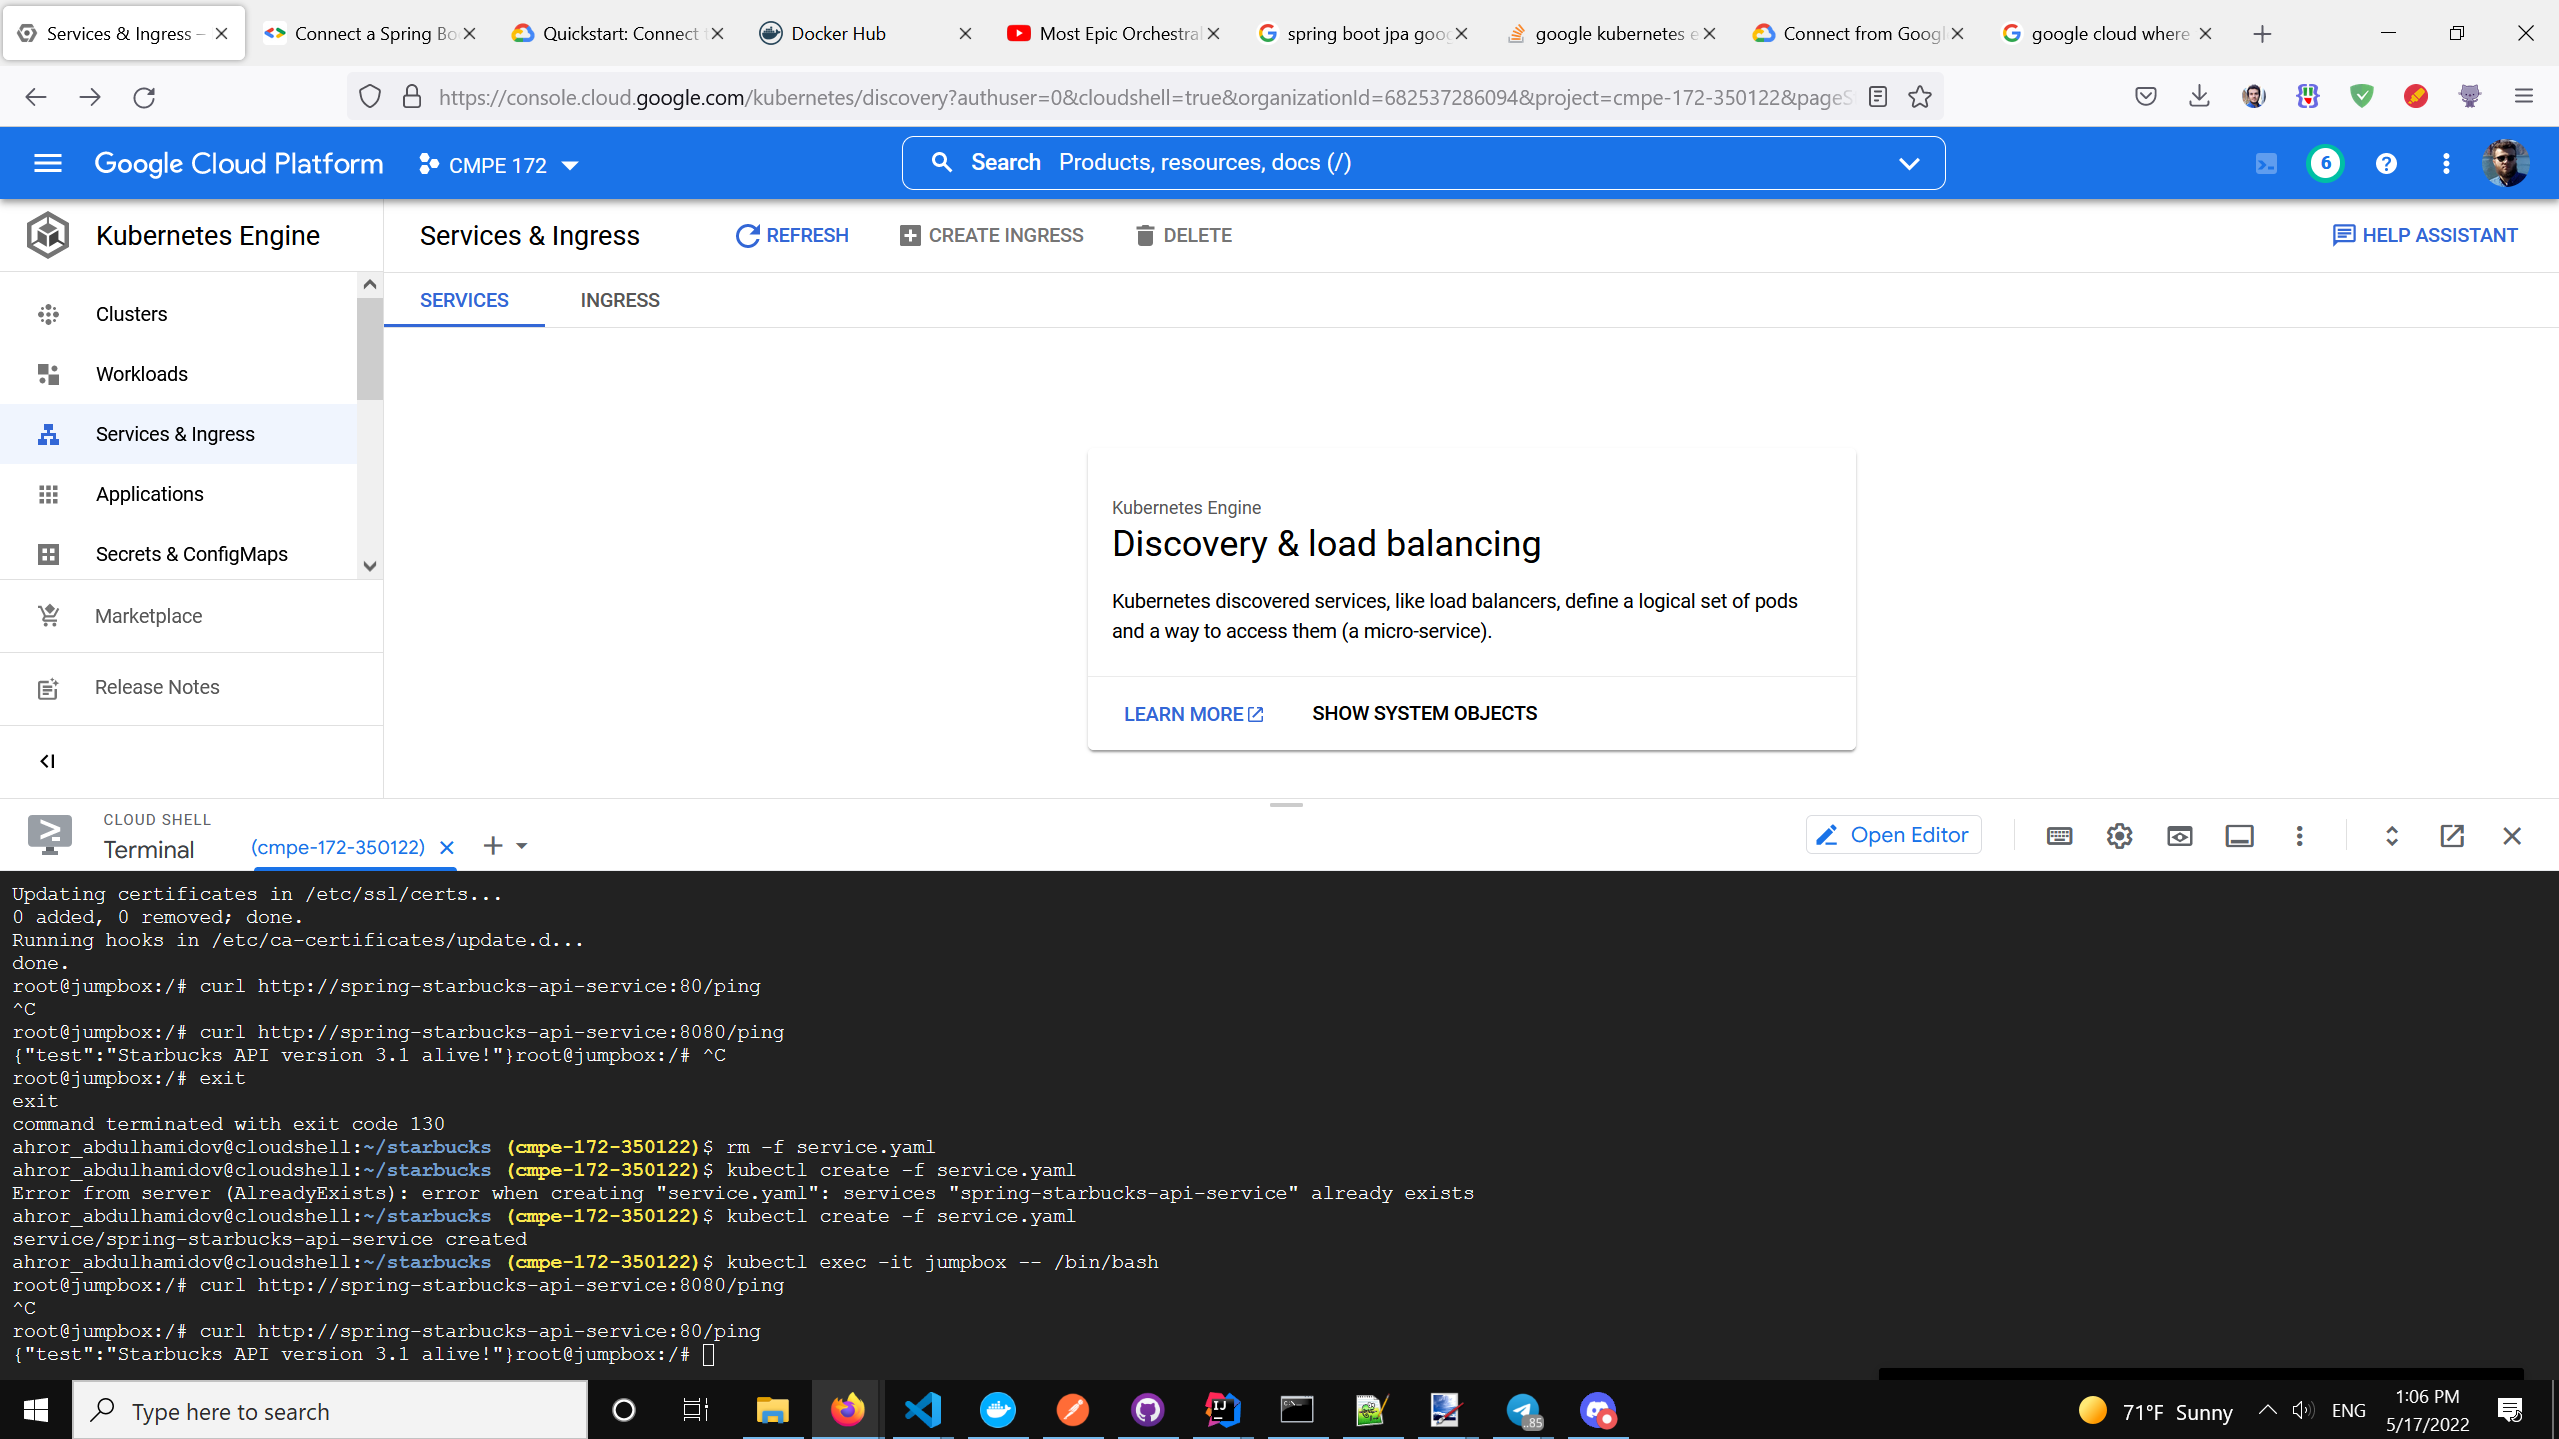 Services & Ingress –
Connect a Spring Bo
Quickstart: Connect
Docker Hub
Most Epic Orchestral
spring boot jpa goog
google kubernetes e
Connect from Googl
google cloud where
https://console.cloud.google.com/kubernetes/discovery?authuser=0&cloudshell=true&organizationId=682537286094&project=cmpe-172-350122&pageS
Google Cloud Platform
CMPE 172
Search Products, resources, docs (/)
6
Kubernetes Engine
Services & Ingress
REFRESH
CREATE INGRESS
DELETE
HELP ASSISTANT
Clusters
Workloads
Services & Ingress
Applications
Secrets & ConfigMaps
Marketplace
Release Notes
SERVICES
INGRESS
Kubernetes Engine
Discovery & load balancing
Kubernetes discovered services, like load balancers, define a logical set of pods
and a way to access them (a micro-service).
LEARN MORE
SHOW SYSTEM OBJECTS
CLOUD SHELL
Terminal
(cmpe-172-350122)
Open Editor
Updating certificates in /etc/ssl/certs...
0 added, 0 removed; done.
Running hooks in /etc/ca-certificates/update.d...
done.
root@jumpbox:/# curl http://spring-starbucks-api-service:80/ping
^C
root@jumpbox:/# curl http://spring-starbucks-api-service:8080/ping
{"test":"Starbucks API version 3.1 alive!"}root@jumpbox:/# ^C
root@jumpbox:/# exit
exit
command terminated with exit code 130
ahror_abdulhamidov@cloudshell:~/starbucks (cmpe-172-350122)$ rm -f service.yaml
ahror_abdulhamidov@cloudshell:~/starbucks (cmpe-172-350122)$ kubectl create -f service.yaml
Error from server (AlreadyExists): error when creating "service.yaml": services "spring-starbucks-api-service" already exists
ahror_abdulhamidov@cloudshell:~/starbucks (cmpe-172-350122)$ kubectl create -f service.yaml
service/spring-starbucks-api-service created
ahror_abdulhamidov@cloudshell:~/starbucks (cmpe-172-350122)$ kubectl exec -it jumpbox -- /bin/bash
root@jumpbox:/# curl http://spring-starbucks-api-service:8080/ping
^C
root@jumpbox:/# curl http://spring-starbucks-api-service:80/ping
{"test":"Starbucks API version 3.1 alive!"}root@jumpbox:/#
Type here to search
..85
71°F Sunny
ENG
1:06 PM
5/17/2022